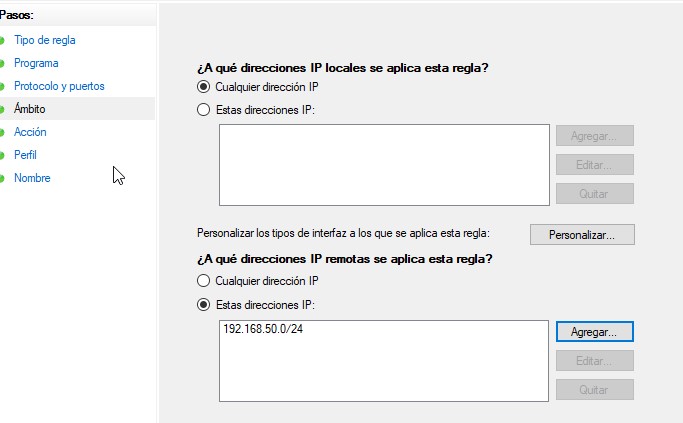 Pasos:
Tipo de regla
Programa
Protocolo y puertos
Ámbito
Acción
Perfil
Nombre
¿A qué direcciones IP locales se aplica esta regla?
Cualquier dirección IP
Estas direcciones IP:
Agregar...
Editar...
Quitar
Personalizar los tipos de interfaz a los que se aplica esta regla:
Personalizar...
¿A qué direcciones IP remotas se aplica esta regla?
Cualquier dirección IP
Estas direcciones IP:
192.168.50.0/24
Agregar...
Editar...
Quitar